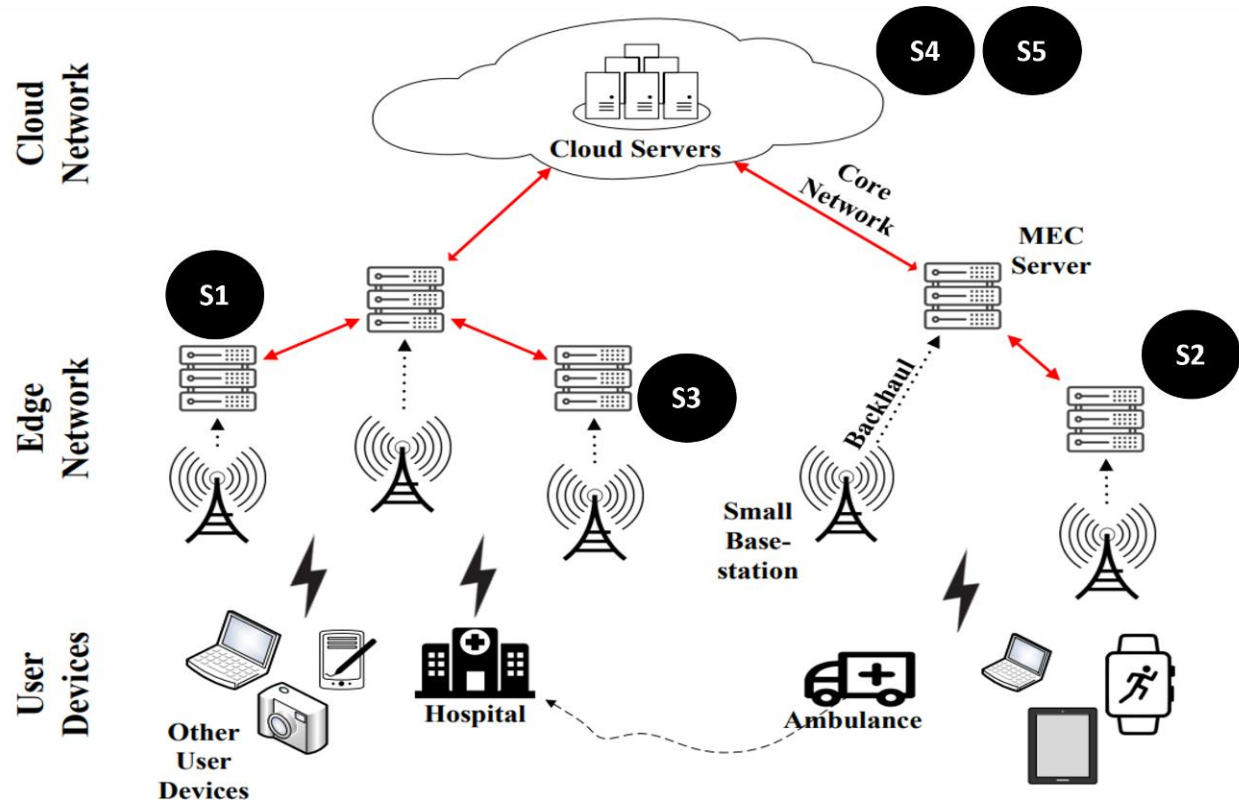 Cloud
Network
S4
S5
Cloud Servers
Core
Network
MEC
Server
S1
S2
S3
Edge
Network
Backhaul
Small
Base-
station
User
Devices
Hospital
Ambulance
Other
User
Devices